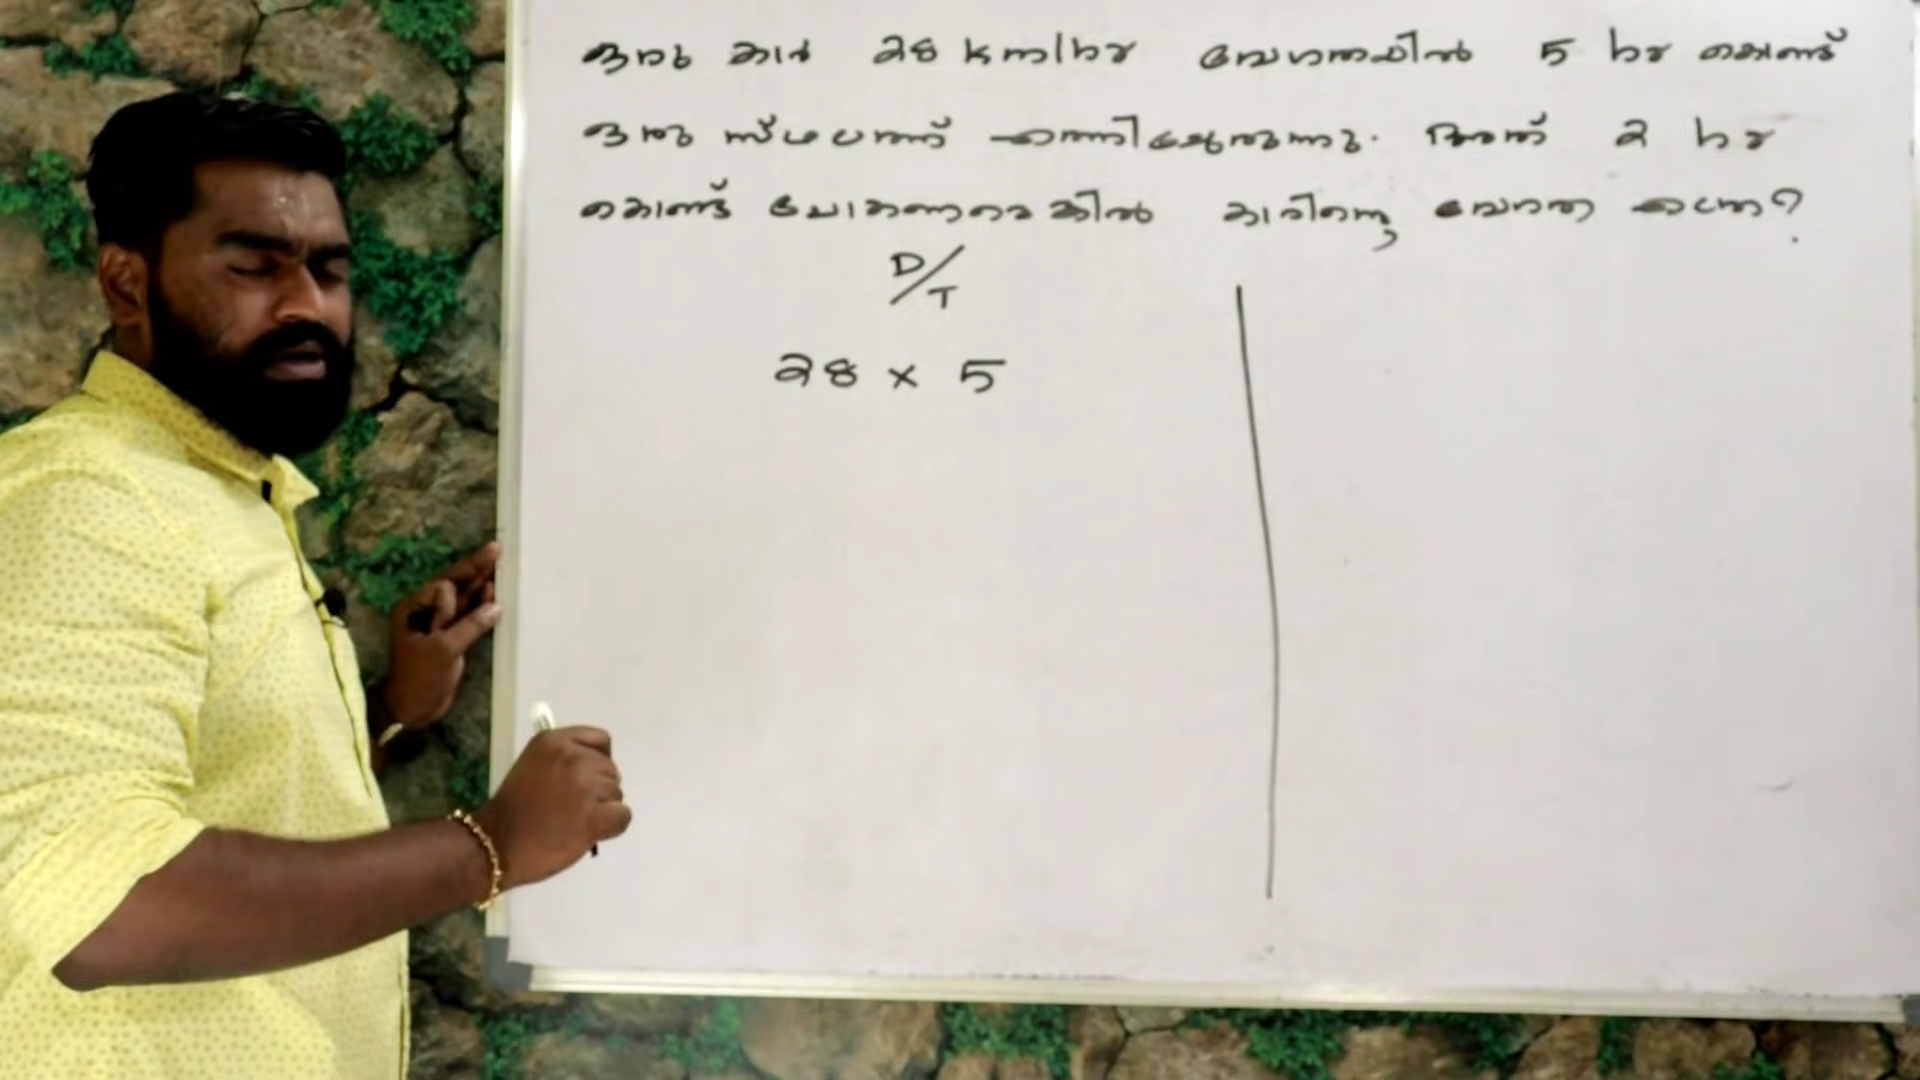 ഒരു കാർ 28 km/hr വേഗതയിൽ 5 hr കൊണ്ട്
ഒരു സ്ഥലത്ത് എത്തിച്ചേരുന്നു. അത് 2 hr
കൊണ്ട് പോകണമെങ്കിൽ കാറിന്റെ വേഗത എത്ര?
D/T
28 × 5